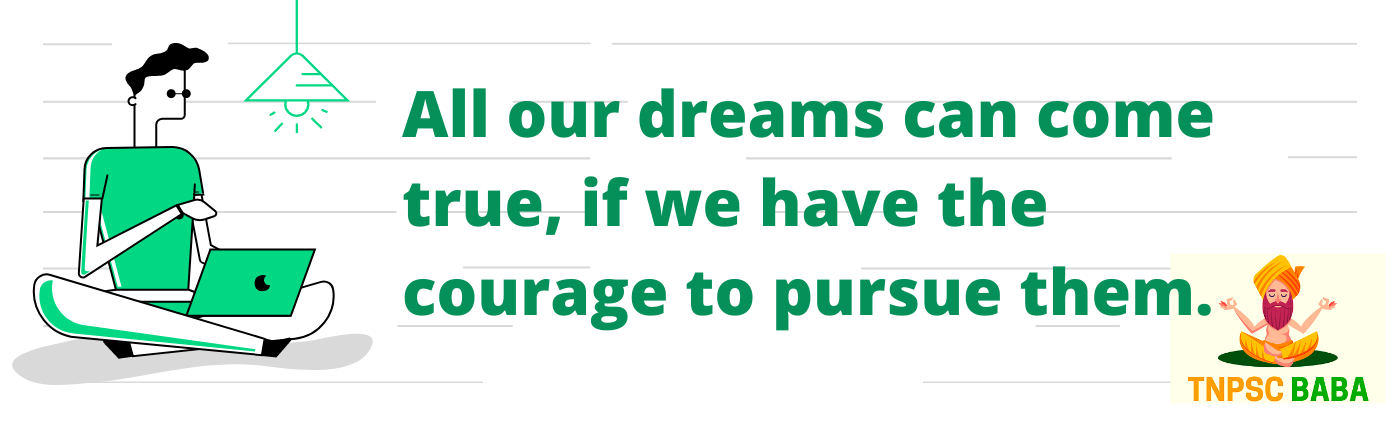 All our dreams can come
true, if we have the
courage to pursue them.
TNPSC BABA